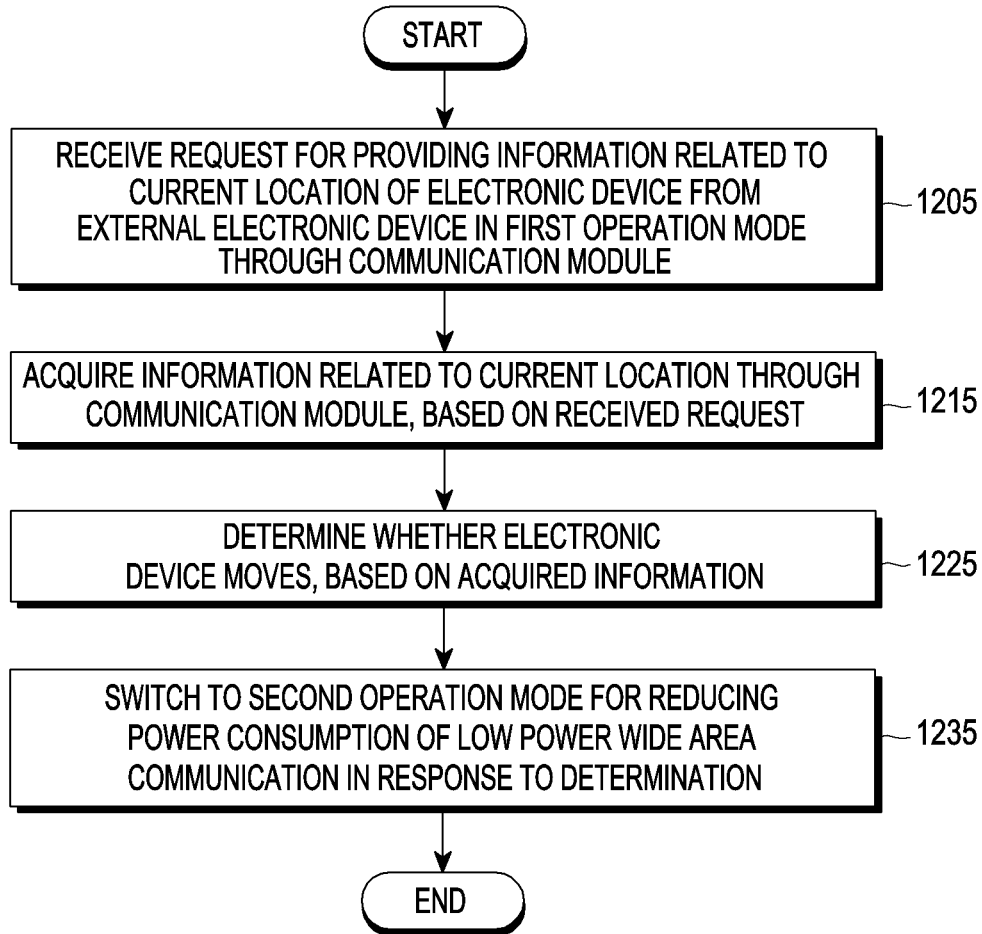 START
RECEIVE REQUEST FOR PROVIDING INFORMATION RELATED TO
CURRENT LOCATION OF ELECTRONIC DEVICE FROM
EXTERNAL ELECTRONIC DEVICE IN FIRST OPERATION MODE
THROUGH COMMUNICATION MODULE
1205
ACQUIRE INFORMATION RELATED TO CURRENT LOCATION THROUGH
COMMUNICATION MODULE, BASED ON RECEIVED REQUEST
1215
DETERMINE WHETHER ELECTRONIC
DEVICE MOVES, BASED ON ACQUIRED INFORMATION
1225
SWITCH TO SECOND OPERATION MODE FOR REDUCING
POWER CONSUMPTION OF LOW POWER WIDE AREA
COMMUNICATION IN RESPONSE TO DETERMINATION
1235
END